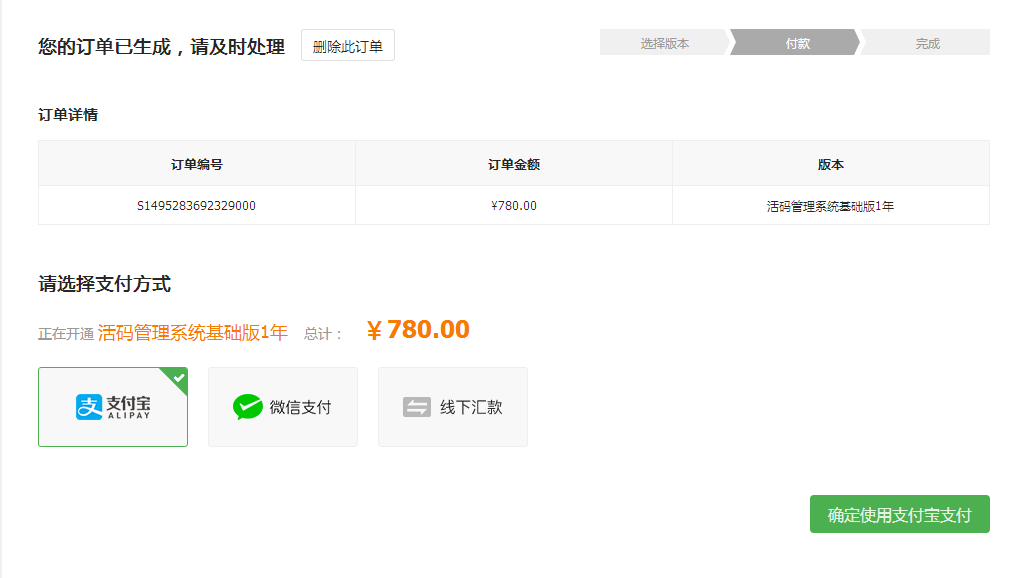 您的订单已生成，请及时处理 删除此订单 选择版本 付款 完成
订单详情
订单编号 订单金额 版本
S1495283692329000 ¥780.00 活码管理系统基础版1年
请选择支付方式
正在开通 活码管理系统基础版1年 总计： ¥ 780.00
支付宝 微信支付 线下汇款
ALIPAY
确定使用支付宝支付